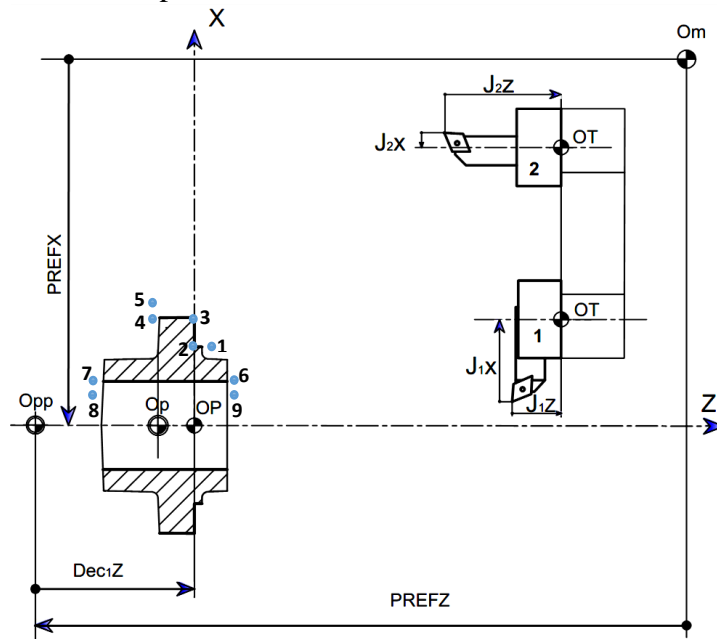 X
Om
J₂Z
J₂X
OT
2
PREFX
5
4
3
2
1
OT
1
J₁X
J₁Z
7
6
8
9
Opp
Op
OP
Z
Dec₁Z
PREFZ